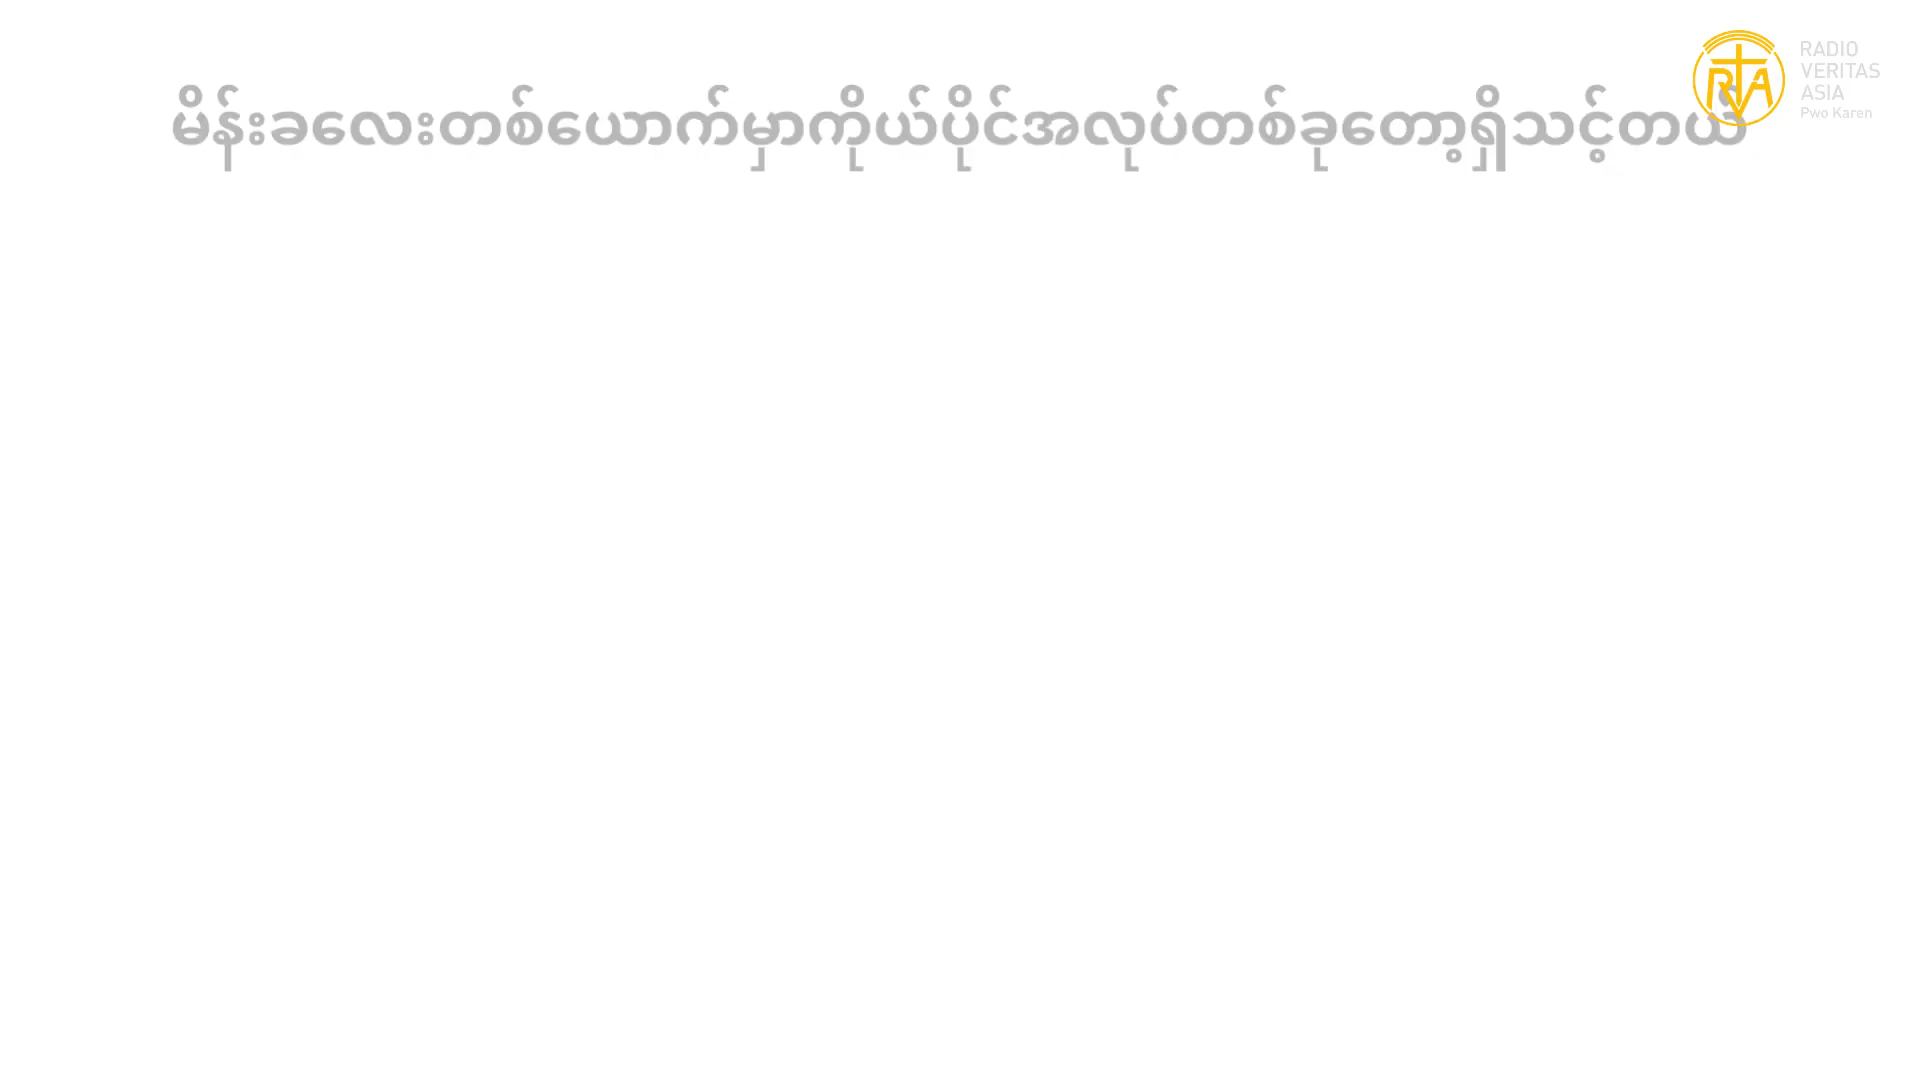 မိန်းခလေးတစ်ယောက်မှာကိုယ်ပိုင်အလုပ်တစ်ခုတော့ရှိသင့်တယ်
RTA
RADIO
VERITAS
ASIA
Pwo Karen